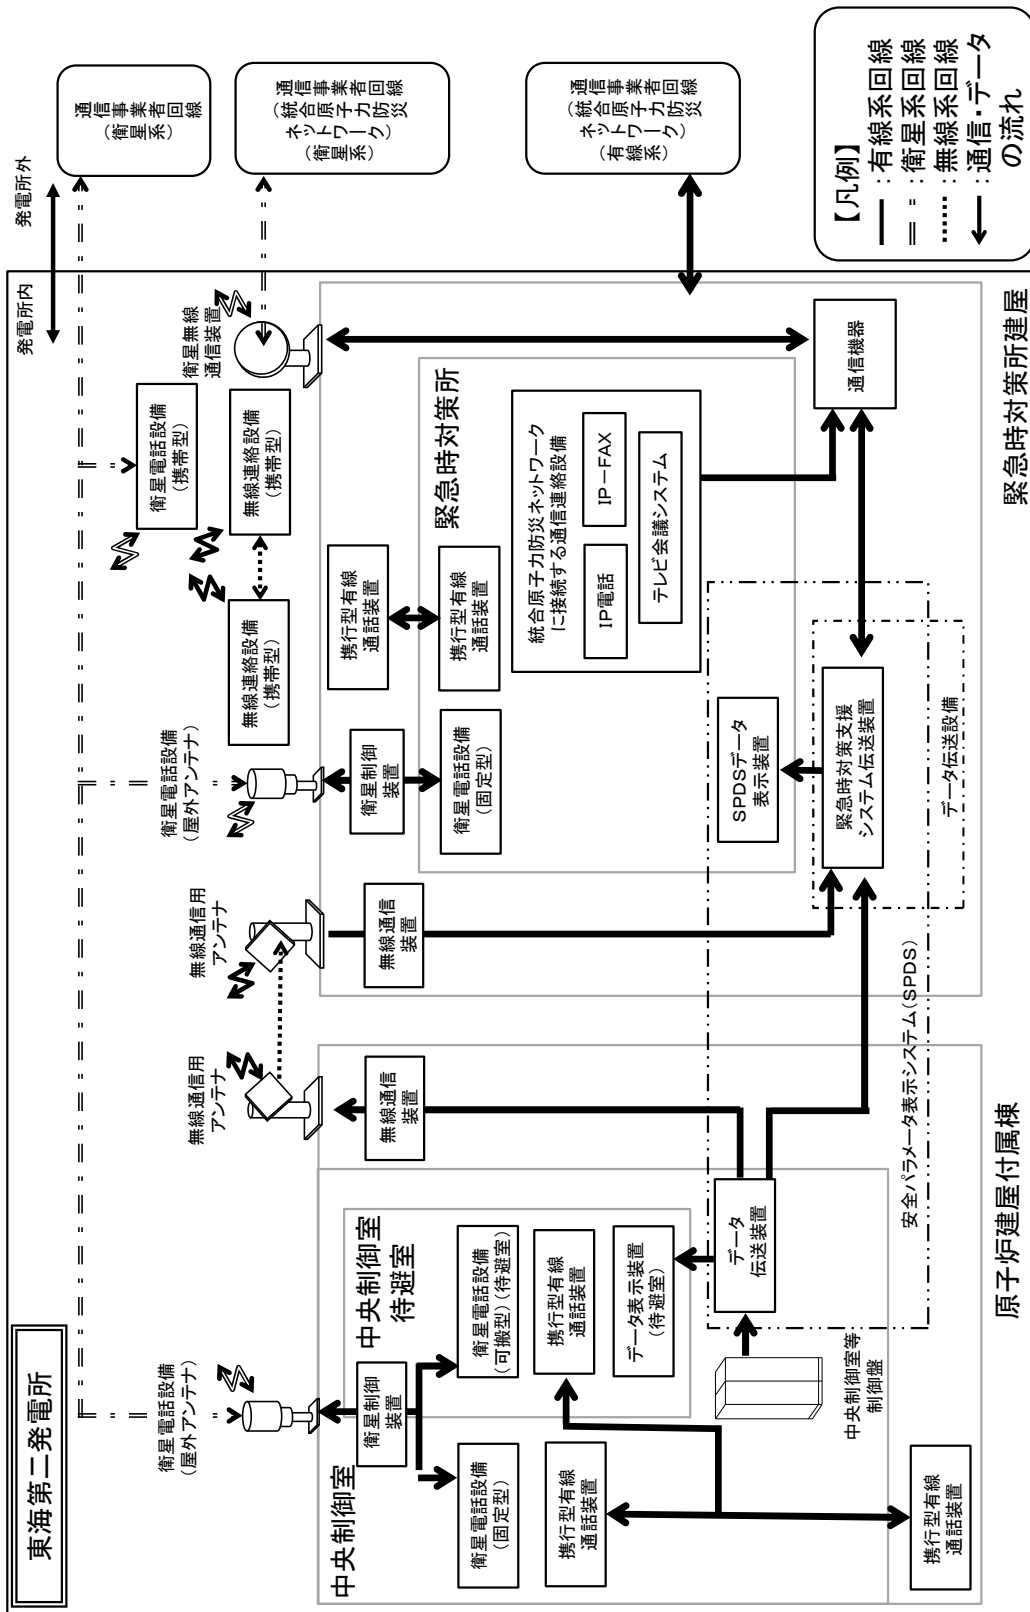 東海第二発電所
発電所内
発電所外
衛星電話設備
(屋外アンテナ)
無線通信用
アンテナ
無線通信用
アンテナ
衛星電話設備
(屋外アンテナ)
無線連絡設備
(携帯型)
無線連絡設備
(携帯型)
衛星電話設備
(携帯型)
衛星無線
通信装置
通信事業者回線
(衛星系)
通信事業者回線
(統合原子力防災
ネットワーク)
(衛星系)
通信事業者回線
(統合原子力防災
ネットワーク)
(有線系)
中央制御室
衛星制御
装置
中央制御室
待避室
衛星電話設備
(固定型)
衛星電話設備
(可搬型)(待避室)
携行型有線
通話装置
携行型有線
通話装置
データ表示装置
(待避室)
データ
伝送装置
中央制御室等
制御盤
携行型有線
通話装置
無線通信
装置
原子炉建屋付属棟
無線通信
装置
衛星制御
装置
衛星電話設備
(固定型)
携行型有線
通話装置
携行型有線
通話装置
緊急時対策所
統合原子力防災ネットワーク
に接続する通信連絡設備
IP電話
IP-FAX
テレビ会議システム
SPDSデータ
表示装置
緊急時対策支援
システム伝送装置
データ伝送設備
安全パラメータ表示システム(SPDS)
通信機器
緊急時対策所建屋
【凡例】
:有線系回線
:衛星系回線
:無線系回線
:通信・データ
の流れ